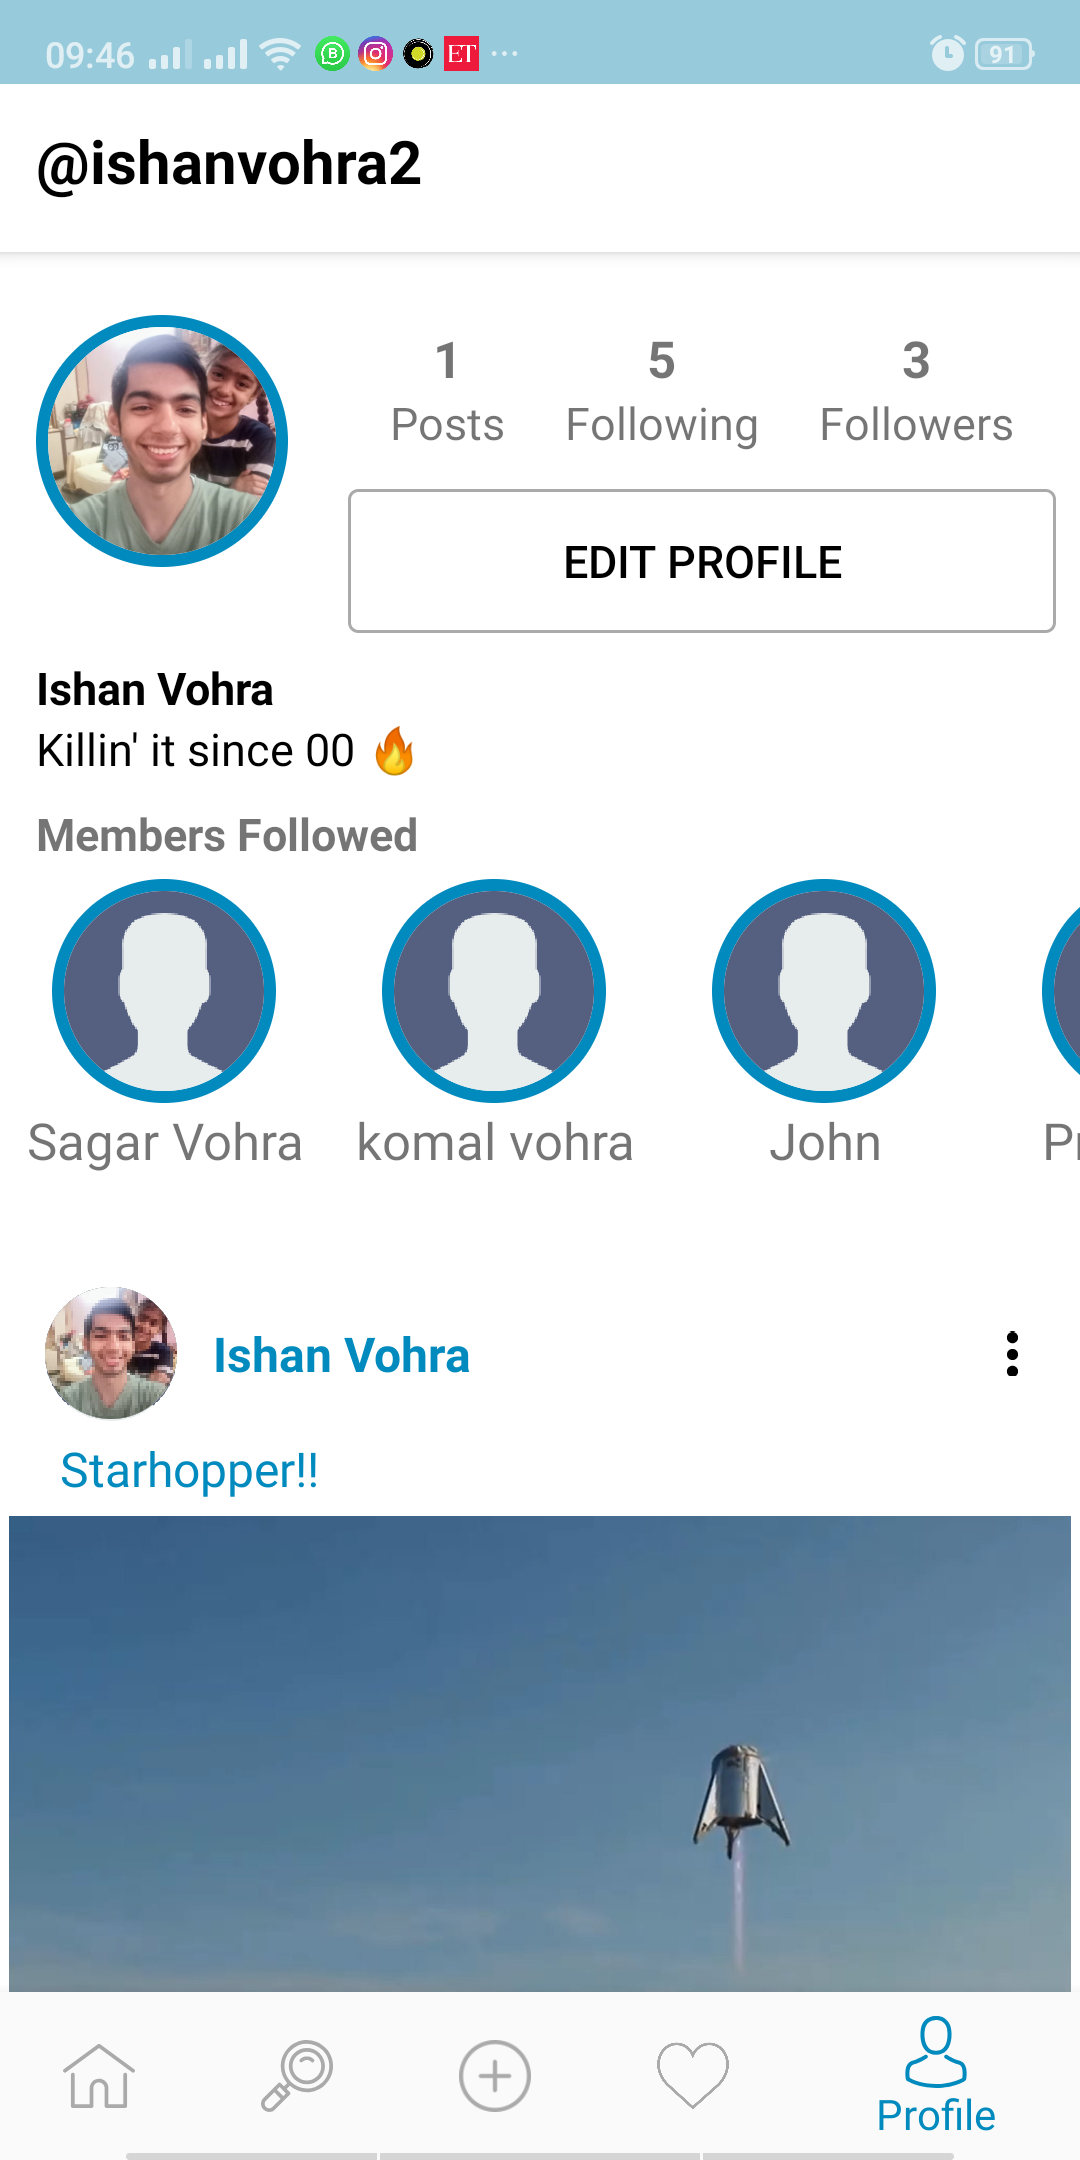 09:46
ET
91
@ishanvohra2
1 5 3
Posts Following Followers
EDIT PROFILE
Ishan Vohra
Killin' it since 00 🔥
Members Followed
Sagar Vohra komal vohra John
Ishan Vohra
Starhopper!!
Profile